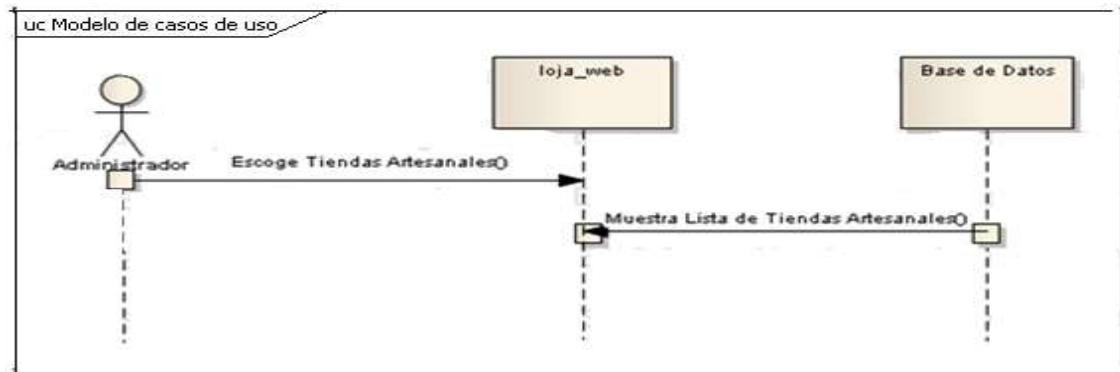 uc Modelo de casos de uso
loja_web
Base de Datos
Administrador
Escoge Tiendas Artesanales()
Muestra Lista de Tiendas Artesanales()